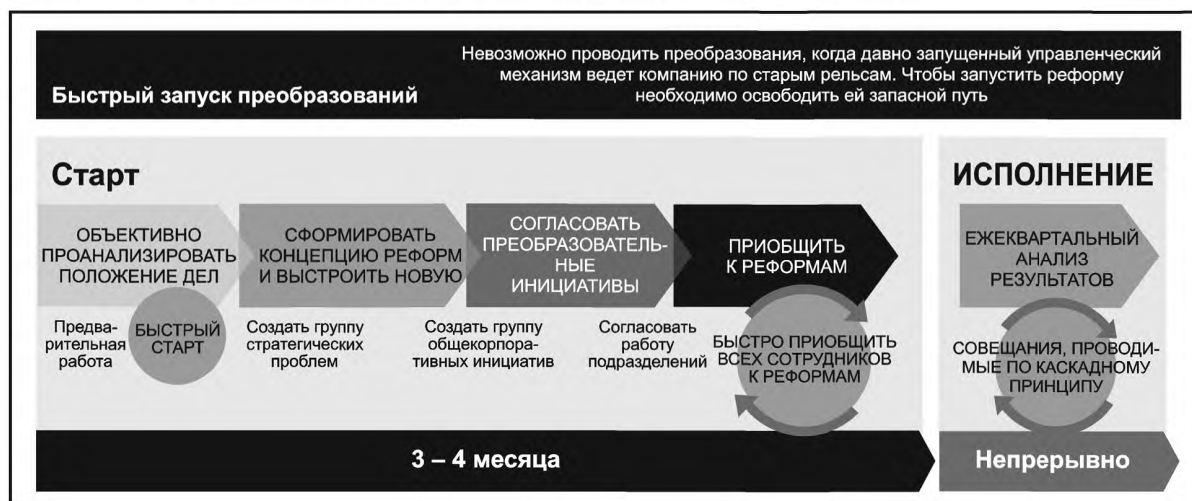 Быстрый запуск преобразований
Невозможно проводить преобразования, когда давно запущенный управленческий
механизм ведет компанию по старым рельсам. Чтобы запустить реформу
необходимо освободить ей запасной путь
Старт
ОБЪЕКТИВНО
ПРОАНАЛИЗИРОВАТЬ
ПОЛОЖЕНИЕ ДЕЛ
СФОРМИРОВАТЬ
КОНЦЕПЦИЮ РЕФОРМ
И ВЫСТРОИТЬ НОВУЮ
СОГЛАСОВАТЬ
ПРЕОБРАЗОВАТЕЛЬ-
НЫЕ
ИНИЦИАТИВЫ
ПРИОБЩИТЬ
К РЕФОРМАМ
Предва-
рительная
работа
БЫСТРЫЙ
СТАРТ
Создать группу
стратегических
проблем
Создать группу
общекорпора-
тивных инициатив
Согласовать
работу
подразделений
БЫСТРО ПРИОБЩИТЬ
ВСЕХ СОТРУДНИКОВ
К РЕФОРМАМ
3 – 4 месяца
ИСПОЛНЕНИЕ
ЕЖЕКВАРТАЛЬНЫЙ
АНАЛИЗ
РЕЗУЛЬТАТОВ
СОВЕЩАНИЯ, ПРОВОДИ-
МЫЕ ПО КАСКАДНОМУ
ПРИНЦИПУ
Непрерывно